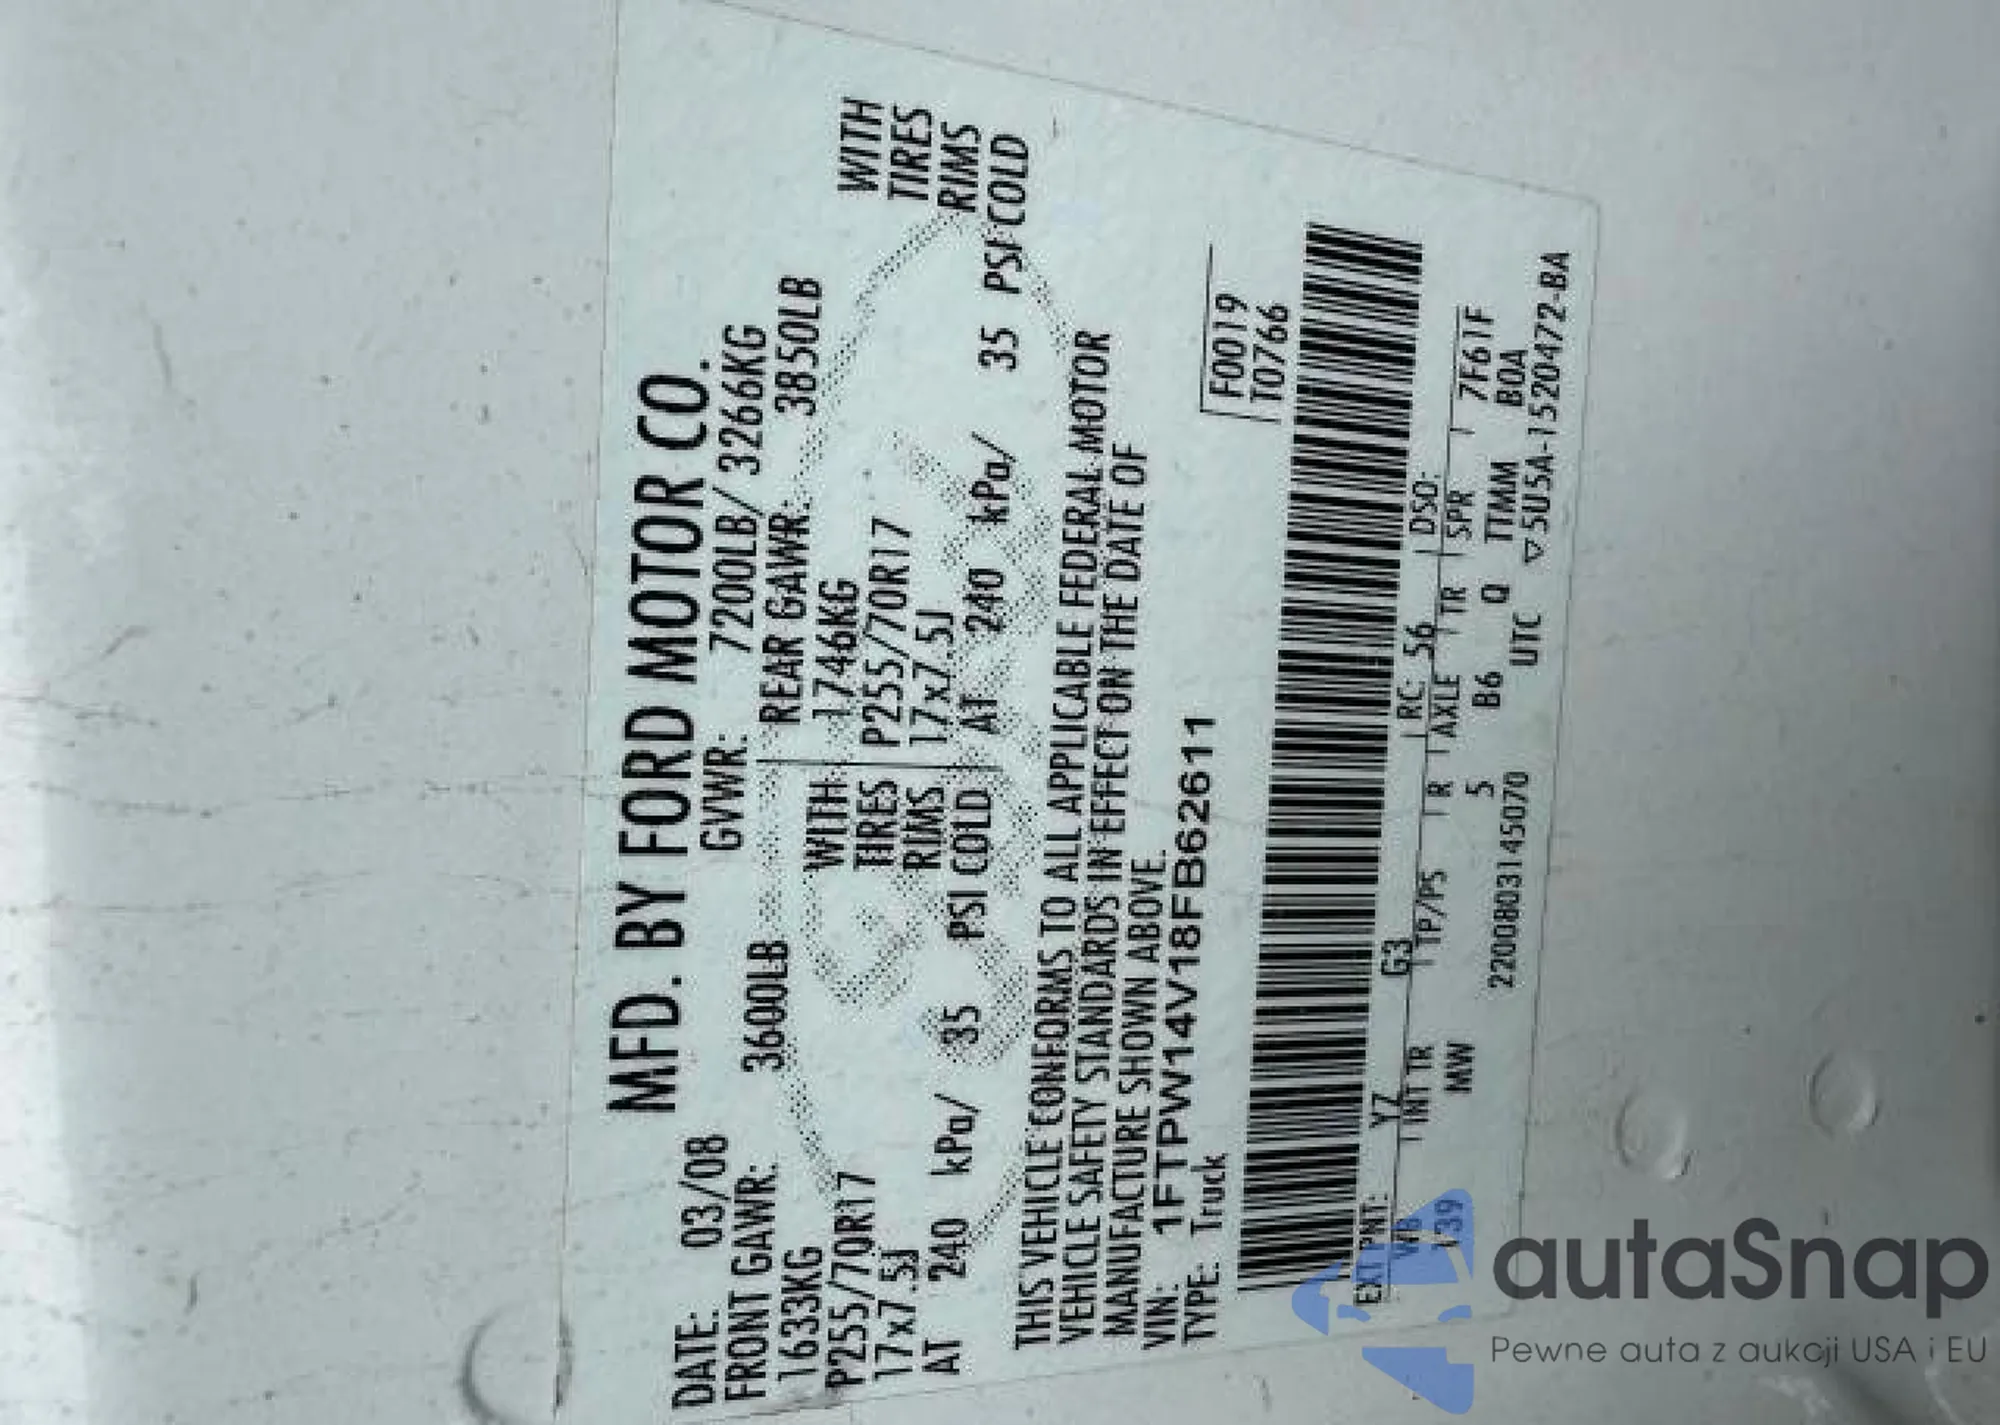 MFD. BY FORD MOTOR CO.
DATE: 03/08 GVWR: 7200LB/ 3266KG
FRONT GAWR: 3600LB REAR GAWR: 3850LB
1633KG WITH 1746KG WITH
P255/70R17 TIRES P255/70R17 TIRES
17x7.5J RIMS 17x7.5J RIMS
AT 240 kPa/ 35 PSI COLD AT 240 kPa/ 35 PSI COLD
THIS VEHICLE CONFORMS TO ALL APPLICABLE FEDERAL MOTOR
VEHICLE SAFETY STANDARDS IN EFFECT ON THE DATE OF
MANUFACTURE SHOWN ABOVE.
VIN: 1FTPW14V18FB62611
TYPE: Truck
F0019
T0766
EXT PNT: YZ G3 RC: 56 DSO:
WB INT TR TP/PS R AXLE TR SPR 7F61F
139 MW 5 B6 Q TTMM BOA
22008031 45070 UTC ▽5U5A-1520472-BA
autaSnap
Pewne auta z aukcji USA i EU